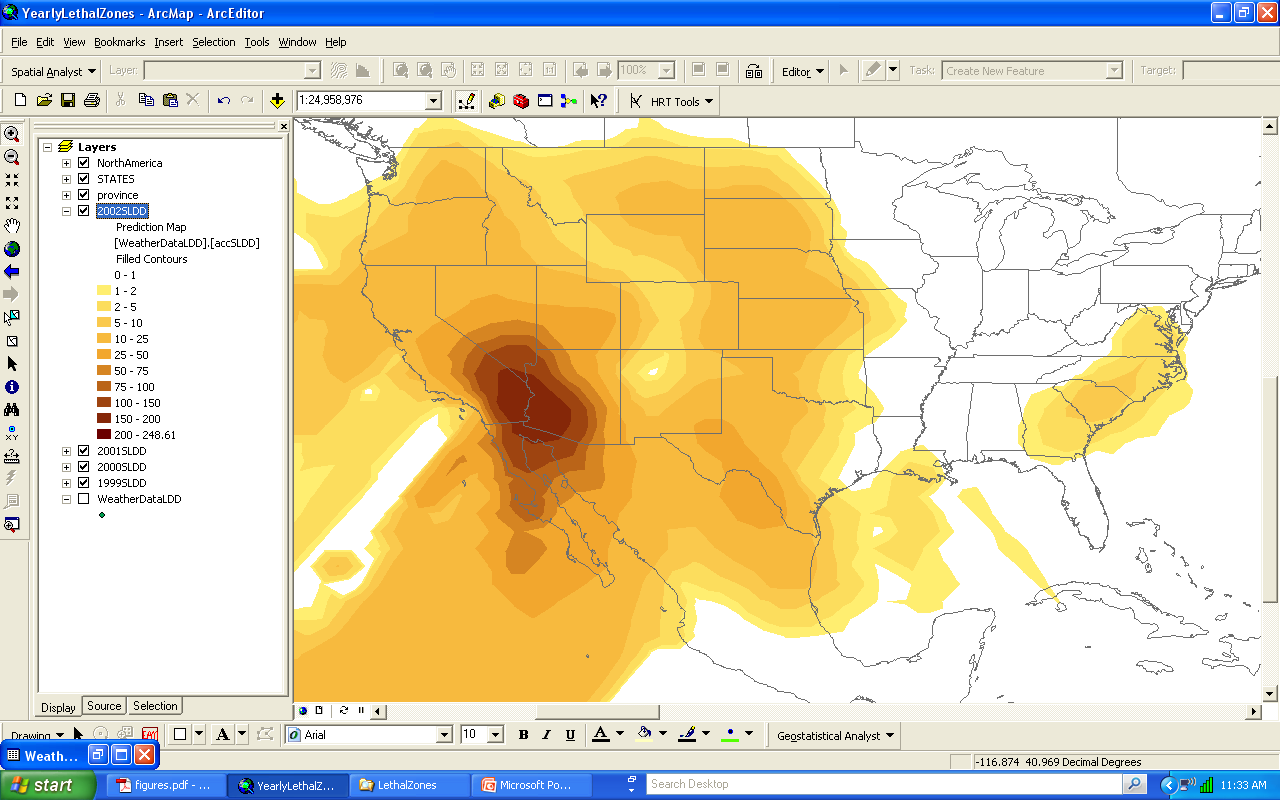 YearlyLethalZones - ArcMap - ArcEditor
File Edit View Bookmarks Insert Selection Tools Window Help
Spatial Analyst Layer: 100% Editor Task: Create New Feature Target:
1:24,958,976 HRT Tools
Layers
NorthAmerica
STATES
province
2002SLDD
Prediction Map
[WeatherDataLDD].[accSLDD]
Filled Contours
0 - 1
1 - 2
2 - 5
5 - 10
10 - 25
25 - 50
50 - 75
75 - 100
100 - 150
150 - 200
200 - 248.61
2001SLDD
2000SLDD
1999SLDD
WeatherDataLDD
Display Source Selection
Drawing A Arial 10 B I U A Geostatistical Analyst
Weath...
-116.874 40.969 Decimal Degrees
start figures.pdf - ... YearlyLethalZ... LethalZones Microsoft Po... Search Desktop 11:33 AM